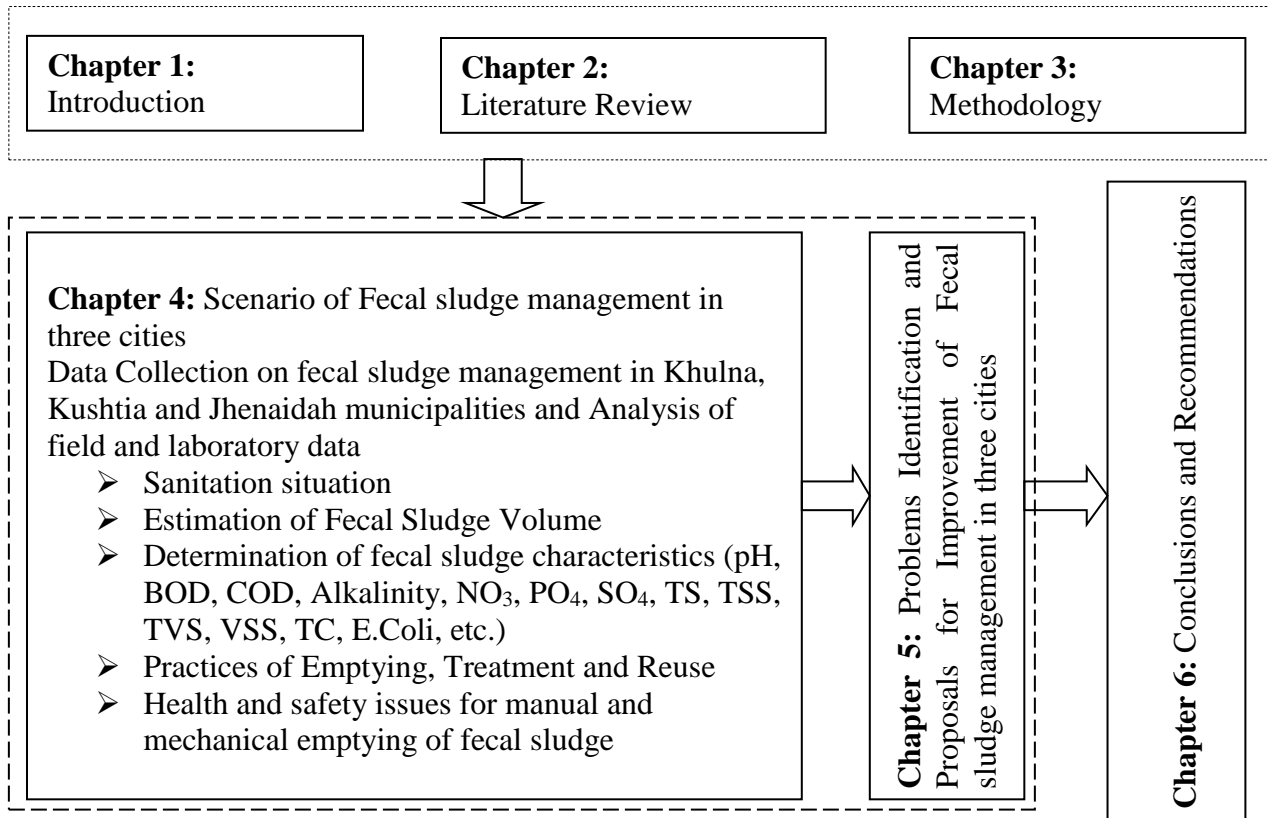 Chapter 1:
Introduction
Chapter 2:
Literature Review
Chapter 3:
Methodology
Chapter 4: Scenario of Fecal sludge management in
three cities
Data Collection on fecal sludge management in Khulna,
Kushtia and Jhenaidah municipalities and Analysis of
field and laboratory data
➢ Sanitation situation
➢ Estimation of Fecal Sludge Volume
➢ Determination of fecal sludge characteristics (pH,
BOD, COD, Alkalinity, NO₃, PO₄, SO₄, TS, TSS,
TVS, VSS, TC, E.Coli, etc.)
➢ Practices of Emptying, Treatment and Reuse
➢ Health and safety issues for manual and
mechanical emptying of fecal sludge
Chapter 5: Problems Identification and
Proposals for Improvement of Fecal
sludge management in three cities
Chapter 6: Conclusions and Recommendations